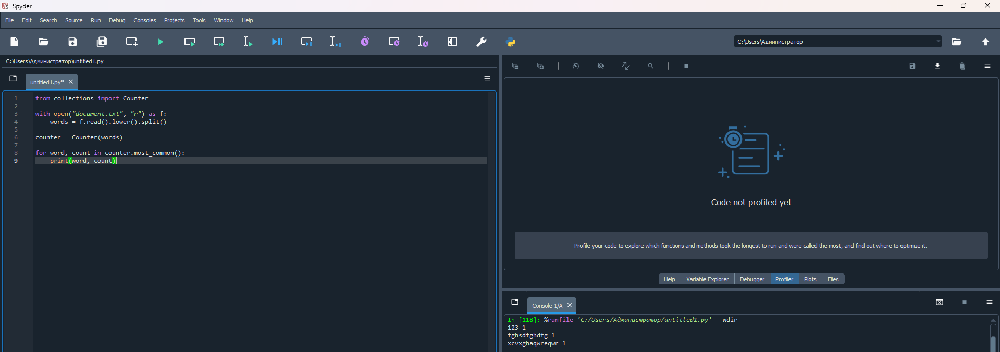 Spyder
File Edit Search Source Run Debug Consoles Projects Tools Window Help
C:\Users\Администратор
C:\Users\Администратор\untitled1.py
untitled1.py*
1 from collections import Counter
2
3 with open("document.txt", "r") as f:
4     words = f.read().lower().split()
5
6 counter = Counter(words)
7
8 for word, count in counter.most_common():
9     print(word, count)
Code not profiled yet
Profile your code to explore which functions and methods took the longest to run and were called the most, and find out where to optimize it.
Help Variable Explorer Debugger Profiler Plots Files
Console 1/A
In [118]: %runfile 'C:/Users/Администратор/untitled1.py' --wdir
123 1
fghsdfghdfg 1
xcvxghaqwreqwr 1